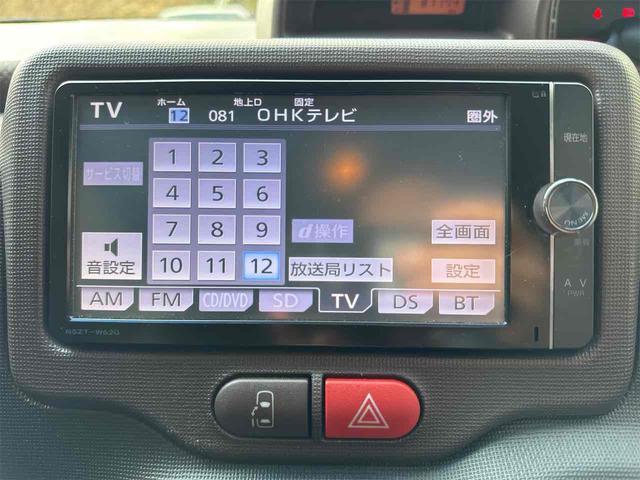 TV ホーム 12 081 地上D 固定 OHKテレビ 圏外
現在地
サービス切替
1 2 3
4 5 6
7 8 9
10 11 12
d操作
全画面
MENU
音設定
放送局リスト
設定
AM FM CD/DVD SD TV DS BT
AV
PWR
NSZT-W62G